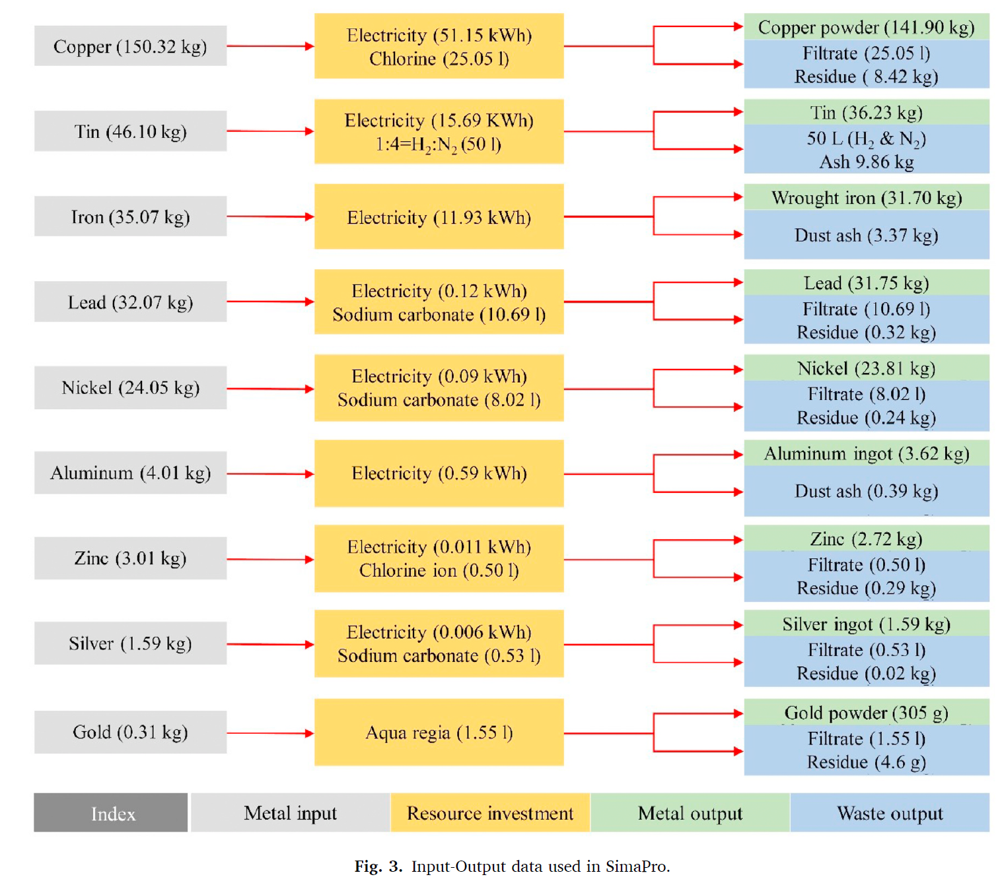 Copper (150.32 kg)
Electricity (51.15 kWh)
Chlorine (25.05 l)
Copper powder (141.90 kg)
Filtrate (25.05 l)
Residue ( 8.42 kg)
Tin (46.10 kg)
Electricity (15.69 KWh)
1:4=H₂:N₂ (50 l)
Tin (36.23 kg)
50 L (H₂ & N₂)
Ash 9.86 kg
Iron (35.07 kg)
Electricity (11.93 kWh)
Wrought iron (31.70 kg)
Dust ash (3.37 kg)
Lead (32.07 kg)
Electricity (0.12 kWh)
Sodium carbonate (10.69 l)
Lead (31.75 kg)
Filtrate (10.69 l)
Residue (0.32 kg)
Nickel (24.05 kg)
Electricity (0.09 kWh)
Sodium carbonate (8.02 l)
Nickel (23.81 kg)
Filtrate (8.02 l)
Residue (0.24 kg)
Aluminum (4.01 kg)
Electricity (0.59 kWh)
Aluminum ingot (3.62 kg)
Dust ash (0.39 kg)
Zinc (3.01 kg)
Electricity (0.011 kWh)
Chlorine ion (0.50 l)
Zinc (2.72 kg)
Filtrate (0.50 l)
Residue (0.29 kg)
Silver (1.59 kg)
Electricity (0.006 kWh)
Sodium carbonate (0.53 l)
Silver ingot (1.59 kg)
Filtrate (0.53 l)
Residue (0.02 kg)
Gold (0.31 kg)
Aqua regia (1.55 l)
Gold powder (305 g)
Filtrate (1.55 l)
Residue (4.6 g)
Index
Metal input
Resource investment
Metal output
Waste output
Fig. 3. Input-Output data used in SimaPro.